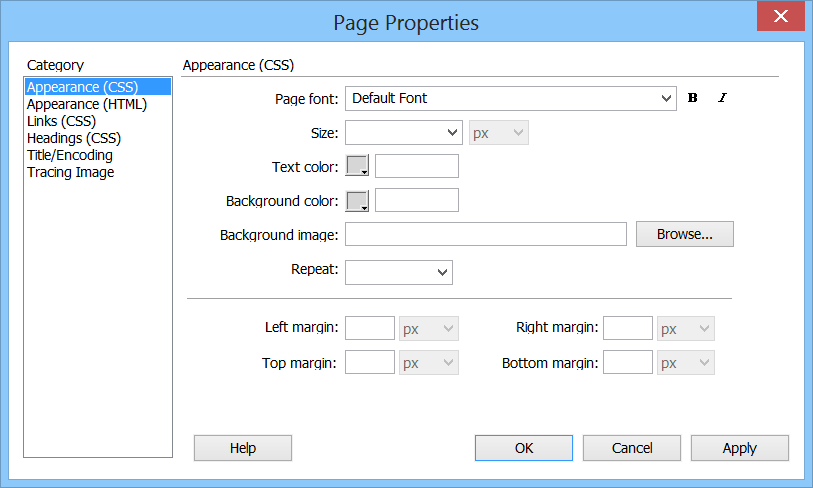 Page Properties
Category
Appearance (CSS)
Appearance (HTML)
Links (CSS)
Headings (CSS)
Title/Encoding
Tracing Image
Appearance (CSS)
Page font: Default Font B I
Size: px
Text color:
Background color:
Background image: Browse...
Repeat:
Left margin: px Right margin: px
Top margin: px Bottom margin: px
Help OK Cancel Apply